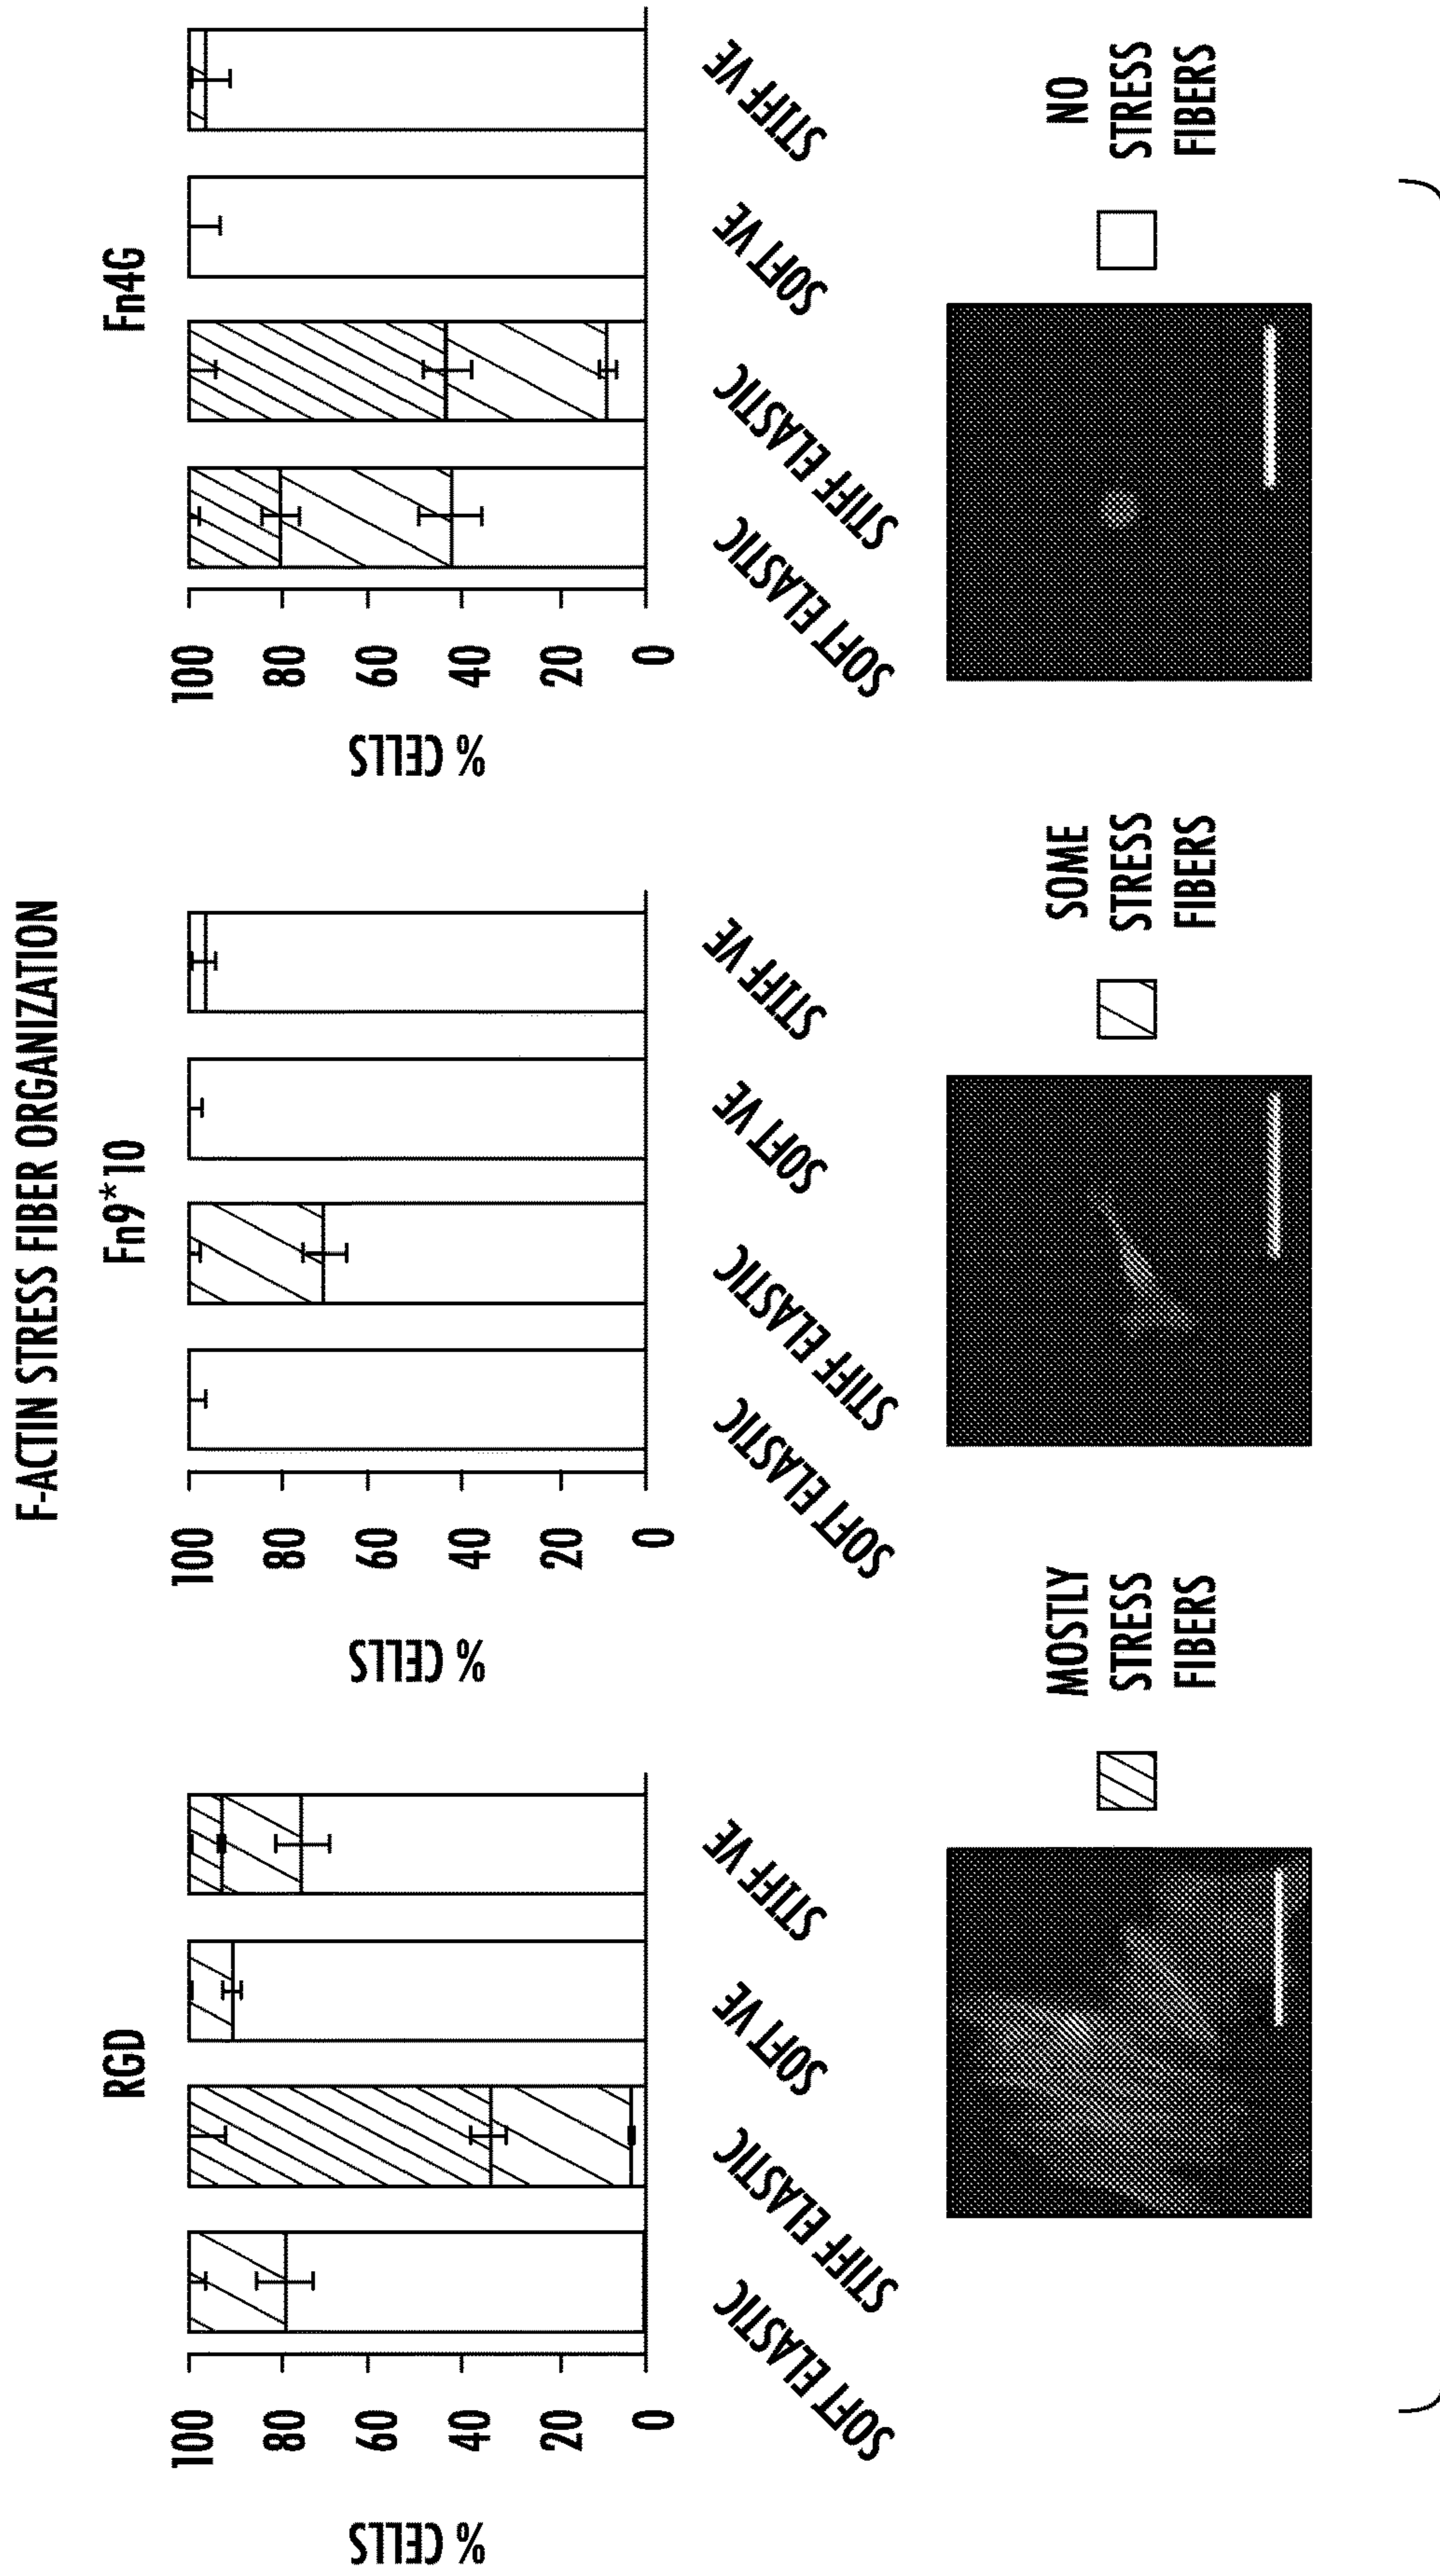 F-ACTIN STRESS FIBER ORGANIZATION
RGD
% CELLS
100
80
60
40
20
0
SOFT ELASTIC
STIFF ELASTIC
SOFT VE
STIFF VE
Fn9*10
% CELLS
100
80
60
40
20
0
SOFT ELASTIC
STIFF ELASTIC
SOFT VE
STIFF VE
Fn4G
% CELLS
100
80
60
40
20
0
SOFT ELASTIC
STIFF ELASTIC
SOFT VE
STIFF VE
MOSTLY
STRESS
FIBERS
SOME
STRESS
FIBERS
NO
STRESS
FIBERS